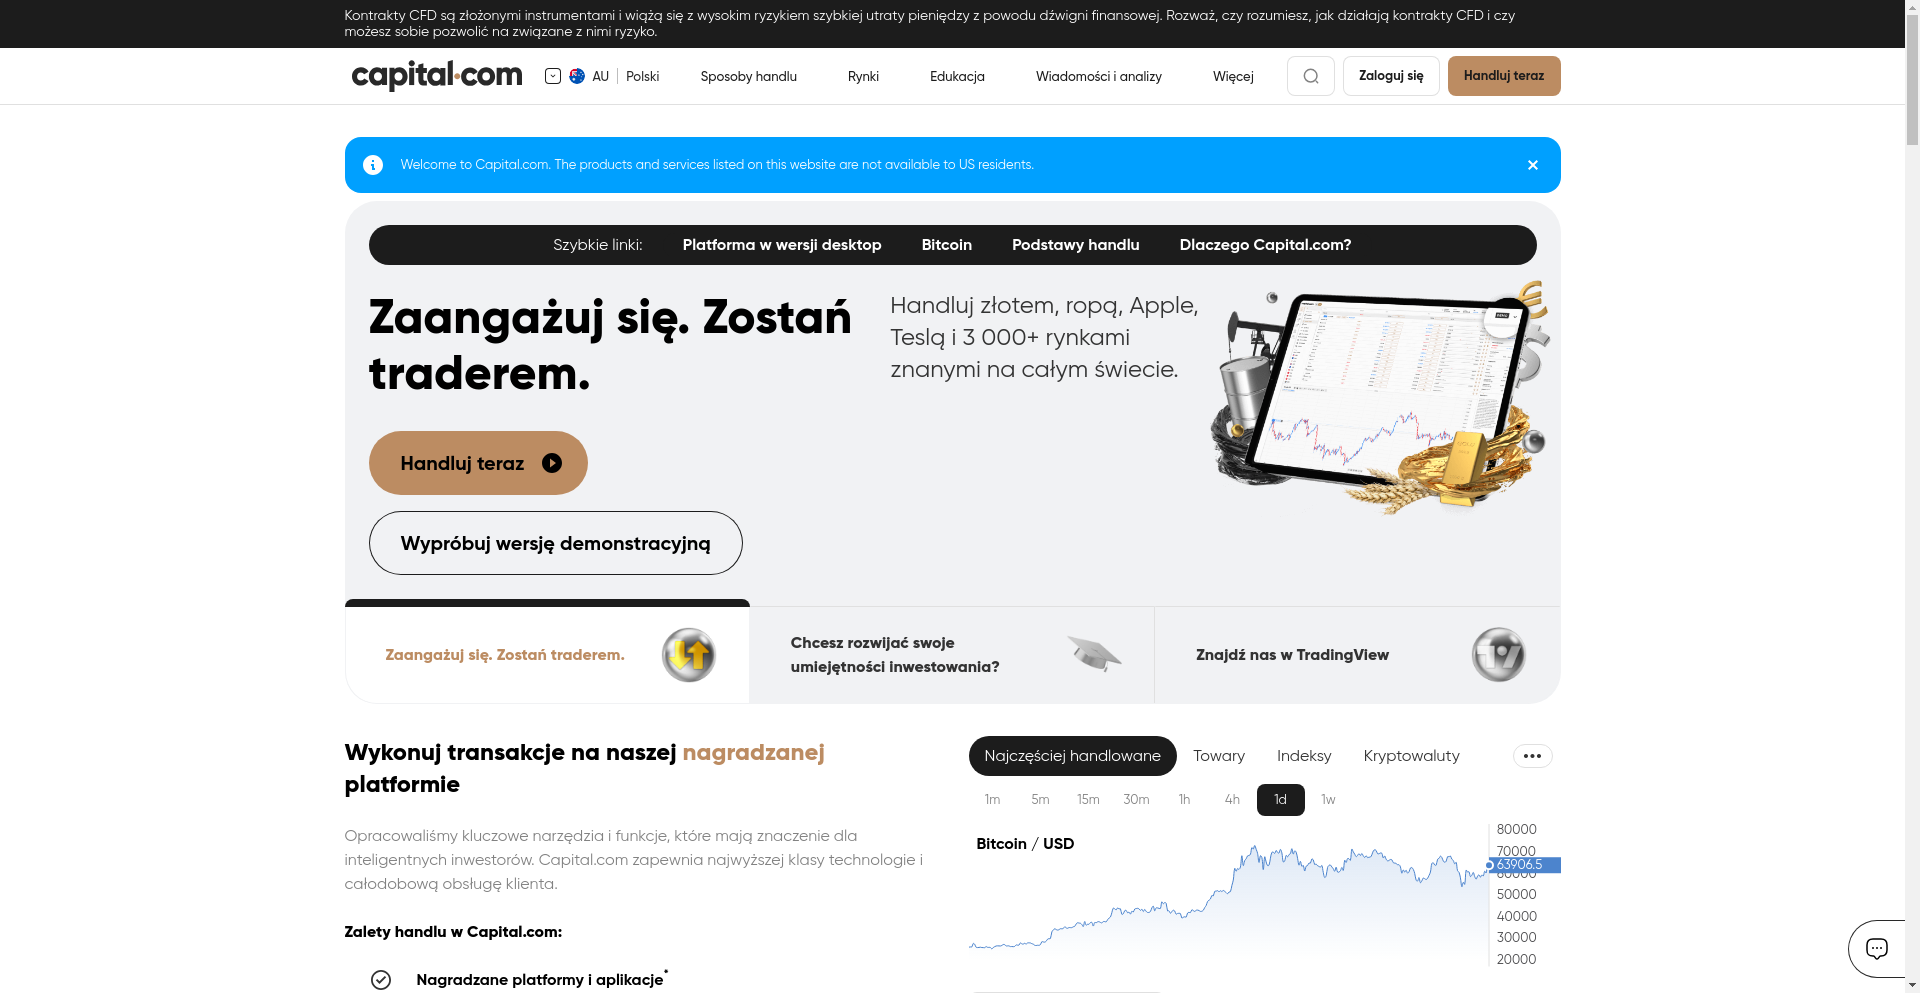 Kontrakty CFD są złożonymi instrumentami i wiążą się z wysokim ryzykiem szybkiej utraty pieniędzy z powodu dźwigni finansowej. Rozważ, czy rozumiesz, jak działają kontrakty CFD i czy
możesz sobie pozwolić na związane z nimi ryzyko.
capital.com
AU
Polski
Sposoby handlu
Rynki
Edukacja
Wiadomości i analizy
Więcej
Zaloguj się
Handluj teraz
Welcome to Capital.com. The products and services listed on this website are not available to US residents.
Szybkie linki:
Platforma w wersji desktop
Bitcoin
Podstawy handlu
Dlaczego Capital.com?
Zaangażuj się. Zostań
traderem.
Handluj złotem, ropą, Apple,
Teslą i 3 000+ rynkami
znanymi na całym świecie.
Handluj teraz
Wypróbuj wersję demonstracyjną
Zaangażuj się. Zostań traderem.
Chcesz rozwijać swoje
umiejętności inwestowania?
Znajdź nas w TradingView
Wykonuj transakcje na naszej nagradzanej
platformie
Opracowaliśmy kluczowe narzędzia i funkcje, które mają znaczenie dla
inteligentnych inwestorów. Capital.com zapewnia najwyższej klasy technologie i
całodobową obsługę klienta.
Zalety handlu w Capital.com:
Nagradzane platformy i aplikacje*
Najczęściej handlowane
Towary
Indeksy
Kryptowaluty
1m
5m
15m
30m
1h
4h
1d
1w
Bitcoin / USD
80000
70000
63906.5
60000
50000
40000
30000
20000